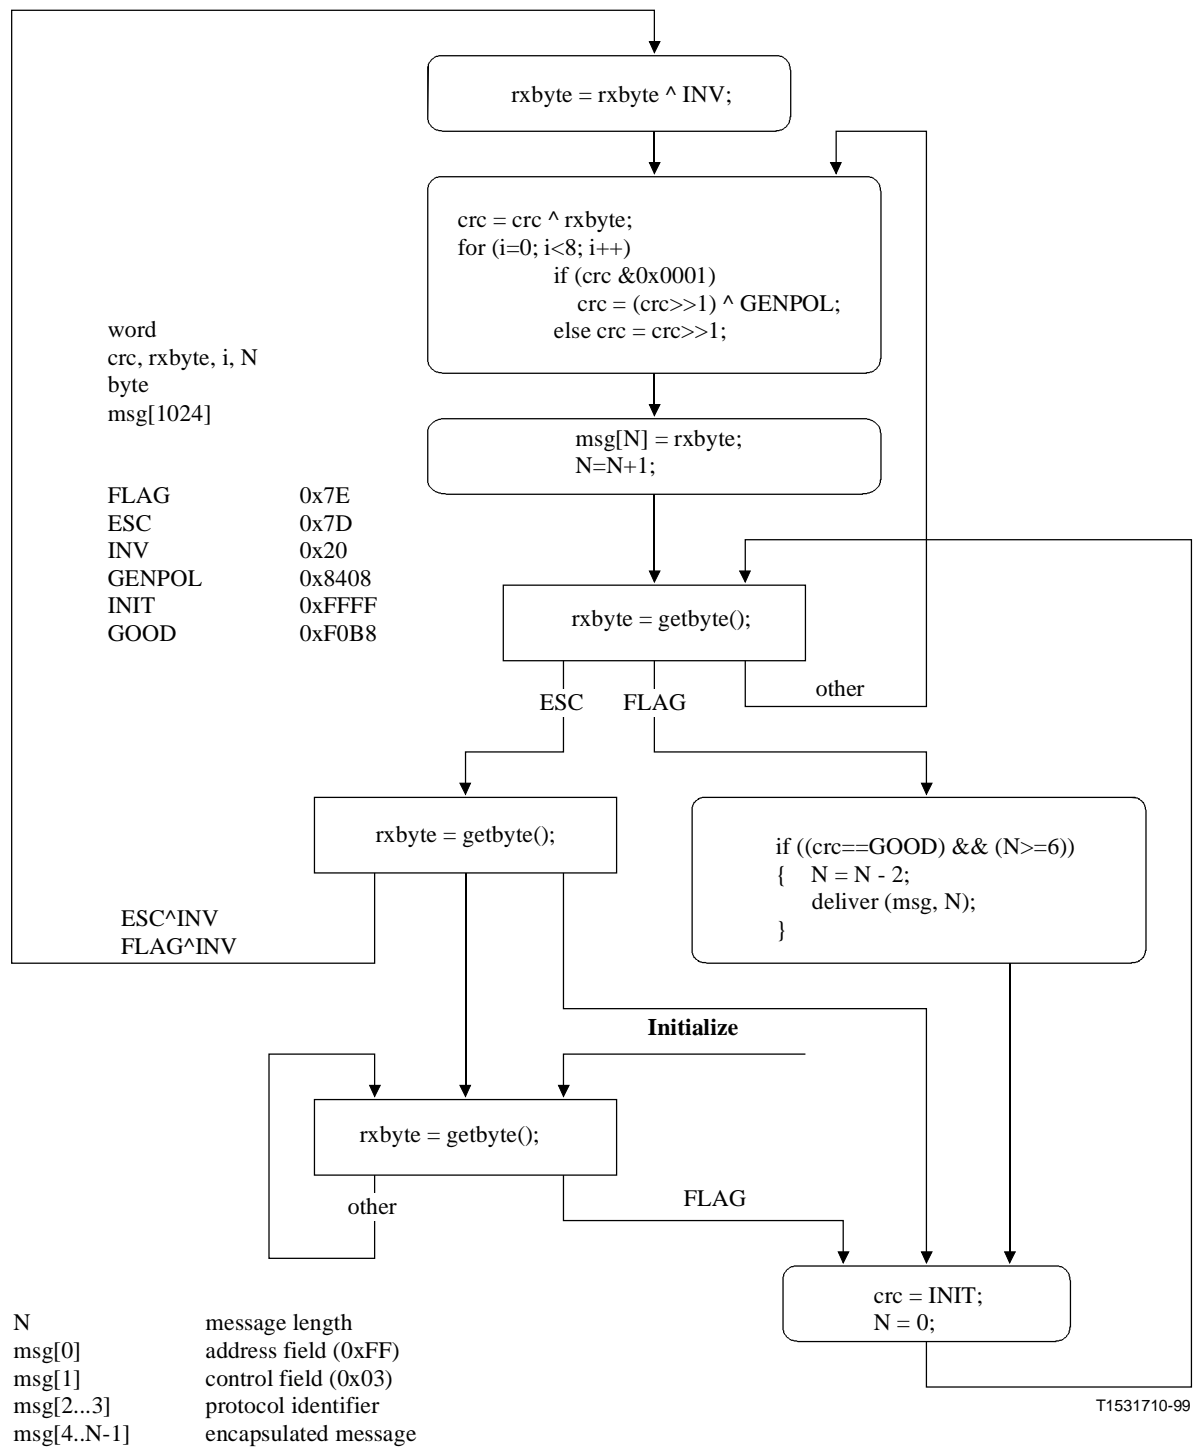 rxbyte = rxbyte ^ INV;
crc = crc ^ rxbyte;
for (i=0; i<8; i++)
if (crc &0x0001)
crc = (crc>>1) ^ GENPOL;
else crc = crc>>1;
word
crc, rxbyte, i, N
byte
msg[1024]
msg[N] = rxbyte;
N=N+1;
FLAG 0x7E
ESC 0x7D
INV 0x20
GENPOL 0x8408
INIT 0xFFFF
GOOD 0xF0B8
rxbyte = getbyte();
ESC FLAG other
rxbyte = getbyte();
if ((crc==GOOD) && (N>=6))
{ N = N - 2;
deliver (msg, N);
}
ESC^INV
FLAG^INV
Initialize
rxbyte = getbyte();
other
FLAG
crc = INIT;
N = 0;
N message length
msg[0] address field (0xFF)
msg[1] control field (0x03)
msg[2...3] protocol identifier
msg[4..N-1] encapsulated message
T1531710-99